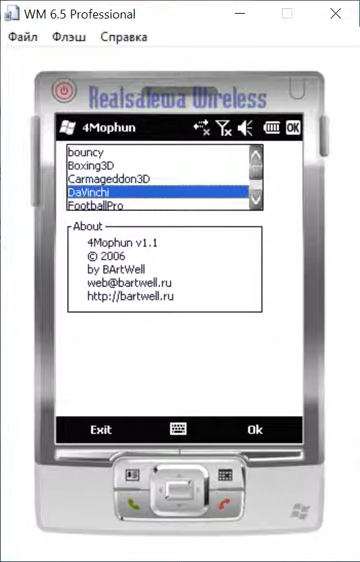 WM 6.5 Professional
Файл Флэш Справка
Realsalewa Wireless
4Mophun OK
bouncy
Boxing3D
Carmageddon3D
DaVinchi
FootballPro
About
4Mophun v1.1
© 2006
by BArtWell
web@bartwell.ru
http://bartwell.ru
Exit Ok